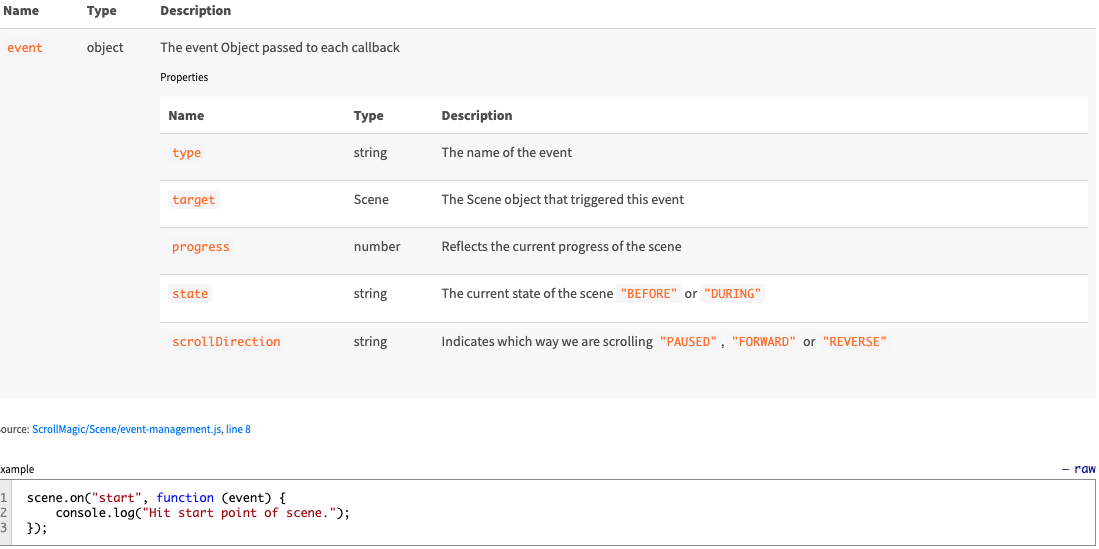 Name Type Description
event object The event Object passed to each callback
Properties
Name Type Description
type string The name of the event
target Scene The Scene object that triggered this event
progress number Reflects the current progress of the scene
state string The current state of the scene "BEFORE" or "DURING"
scrollDirection string Indicates which way we are scrolling "PAUSED" , "FORWARD" or "REVERSE"
ource: ScrollMagic/Scene/event-management.js, line 8
xample
– raw
1 scene.on("start", function (event) {
2 console.log("Hit start point of scene.");
3 });